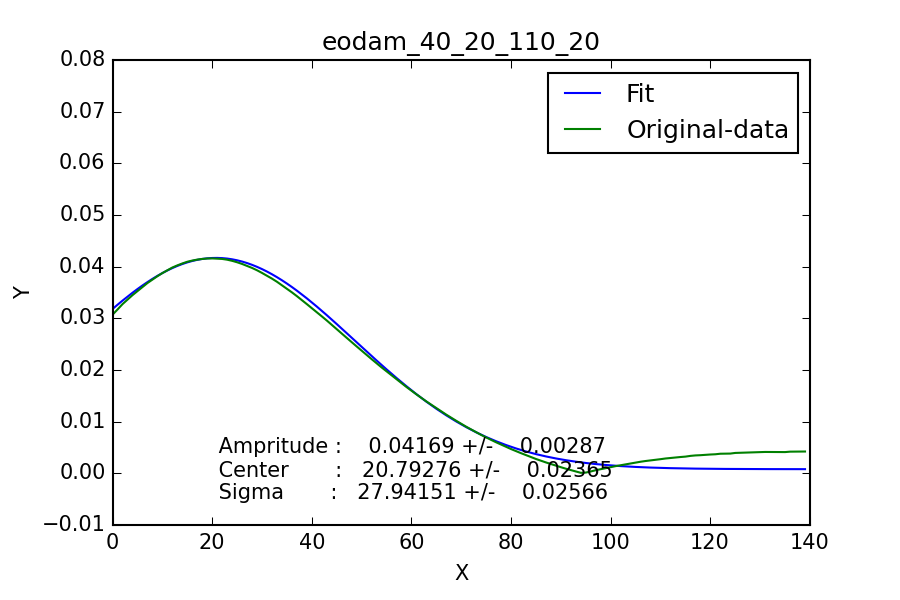 eodam_40_20_110_20
0.08
0.07
0.06
0.05
0.04
0.03
0.02
0.01
0.00
−0.01
Y
Fit
Original-data
Ampritude : 0.04169 +/- 0.00287
Center : 20.79276 +/- 0.02365
Sigma : 27.94151 +/- 0.02566
0 20 40 60 80 100 120 140
X